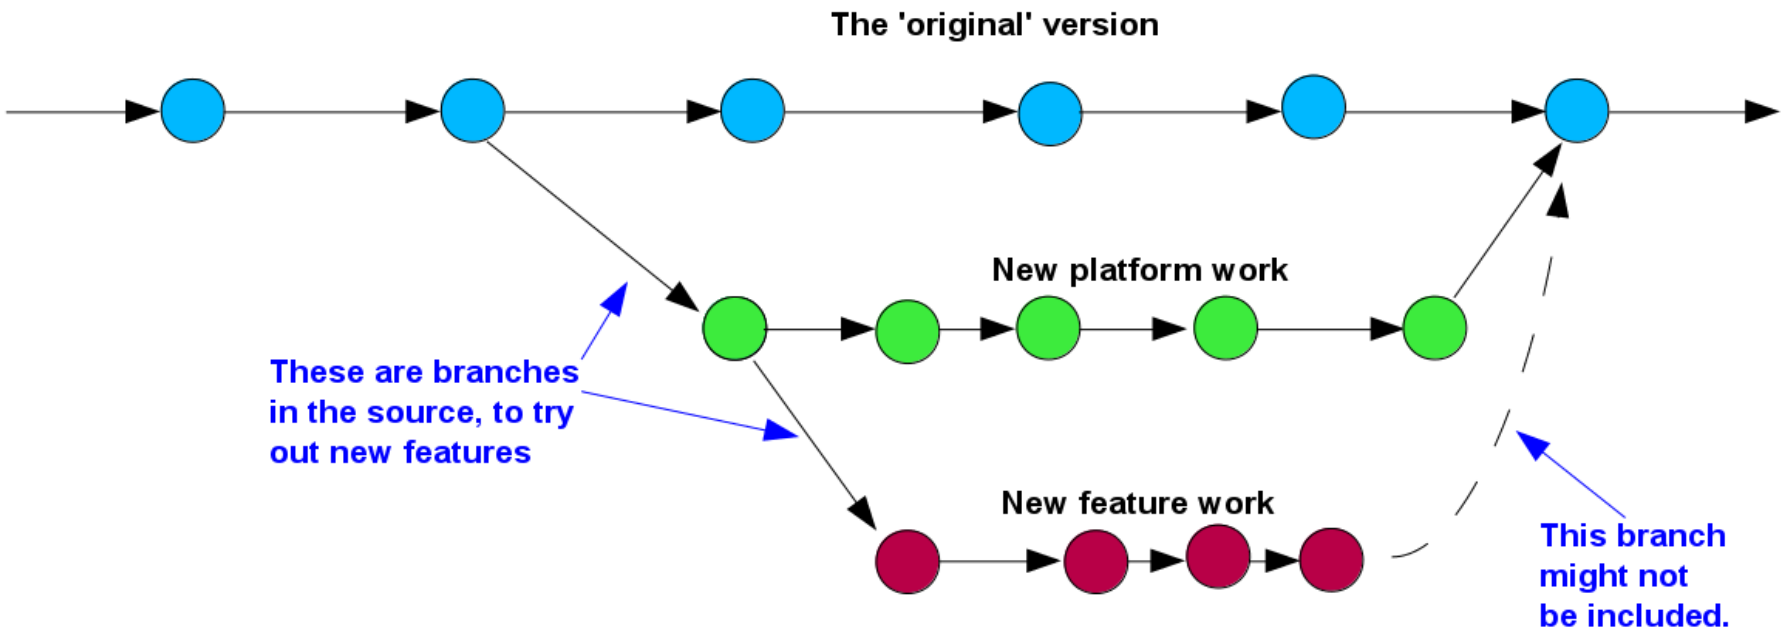 The 'original' version
New platform work
These are branches
in the source, to try
out new features
New feature work
This branch
might not
be included.